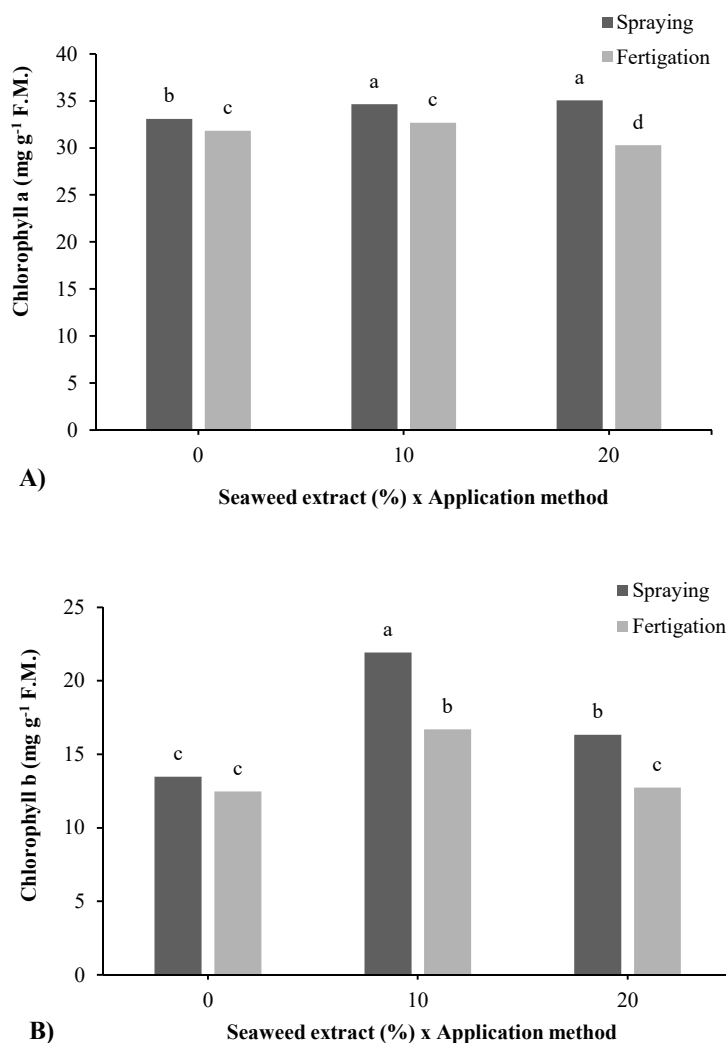 Spraying
Fertigation
Chlorophyll a (mg g⁻¹ F.M.)
40
35
30
25
20
15
10
5
0
b
c
a
c
a
d
0
10
20
A)
Seaweed extract (%) x Application method
Spraying
Fertigation
Chlorophyll b (mg g⁻¹ F.M.)
25
20
15
10
5
0
c
c
a
b
b
c
0
10
20
B)
Seaweed extract (%) x Application method